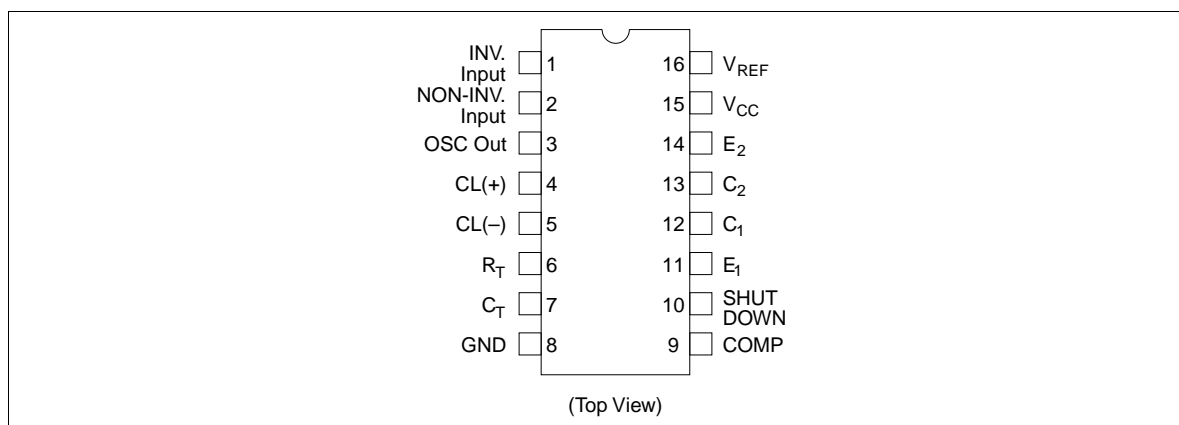 INV.
Input
1
16
VREF
NON-INV.
Input
2
15
VCC
OSC Out
3
14
E2
CL(+)
4
13
C2
CL(–)
5
12
C1
RT
6
11
E1
CT
7
10
SHUT
DOWN
GND
8
9
COMP
(Top View)